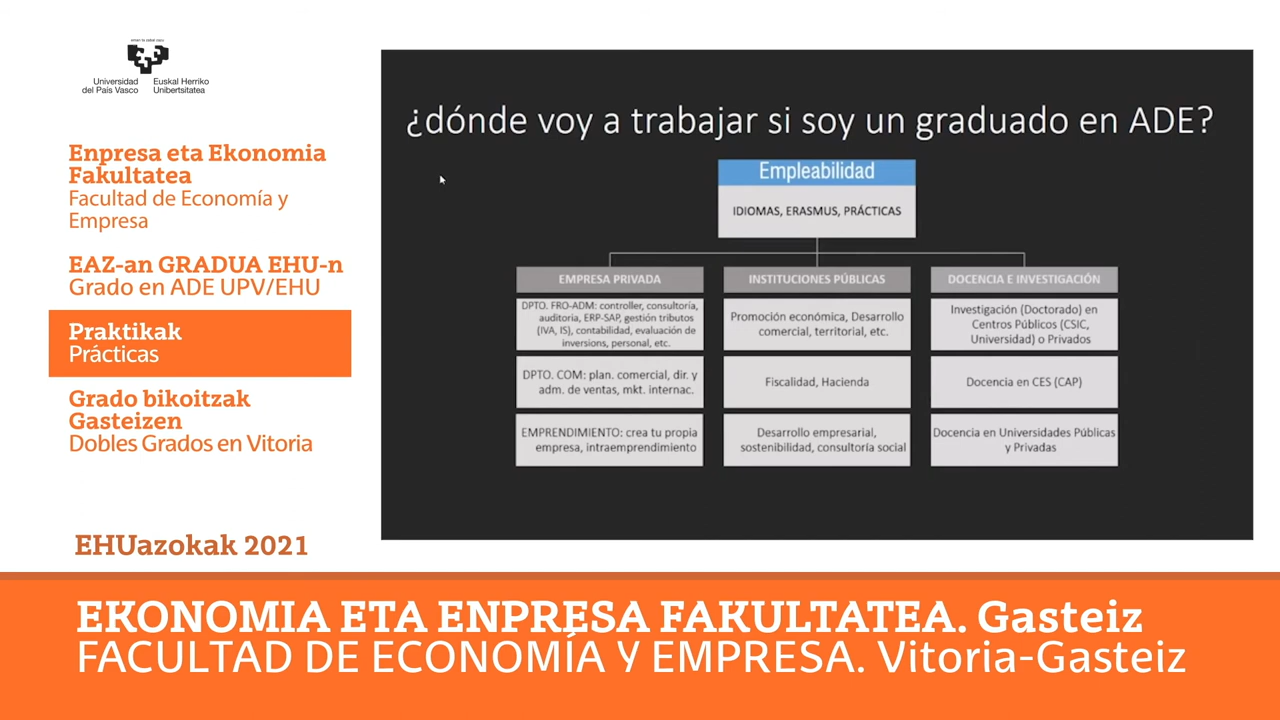 Universidad
del País Vasco
Euskal Herriko
Unibertsitatea
Enpresa eta Ekonomia
Fakultatea
Facultad de Economía y
Empresa
EAZ-an GRADUA EHU-n
Grado en ADE UPV/EHU
Praktikak
Prácticas
Grado bikoitzak
Gasteizen
Dobles Grados en Vitoria
EHUazokak 2021
¿dónde voy a trabajar si soy un graduado en ADE?
Empleabilidad
IDIOMAS, ERASMUS, PRÁCTICAS
EMPRESA PRIVADA
DPTO. FRO-ADM: controller, consultoría,
auditoria, ERP-SAP, gestión tributos
(IVA, IS), contabilidad, evaluación de
inversions, personal, etc.
DPTO. COM: plan. comercial, dir. y
adm. de ventas, mkt. internac.
EMPRENDIMIENTO: crea tu propia
empresa, intraemprendimiento
INSTITUCIONES PÚBLICAS
Promoción económica, Desarrollo
comercial, territorial, etc.
Fiscalidad, Hacienda
Desarrollo empresarial,
sostenibilidad, consultoría social
DOCENCIA E INVESTIGACIÓN
Investigación (Doctorado) en
Centros Públicos (CSIC,
Universidad) o Privados
Docencia en CES (CAP)
Docencia en Universidades Públicas
y Privadas
EKONOMIA ETA ENPRESA FAKULTATEA. Gasteiz
FACULTAD DE ECONOMÍA Y EMPRESA. Vitoria-Gasteiz